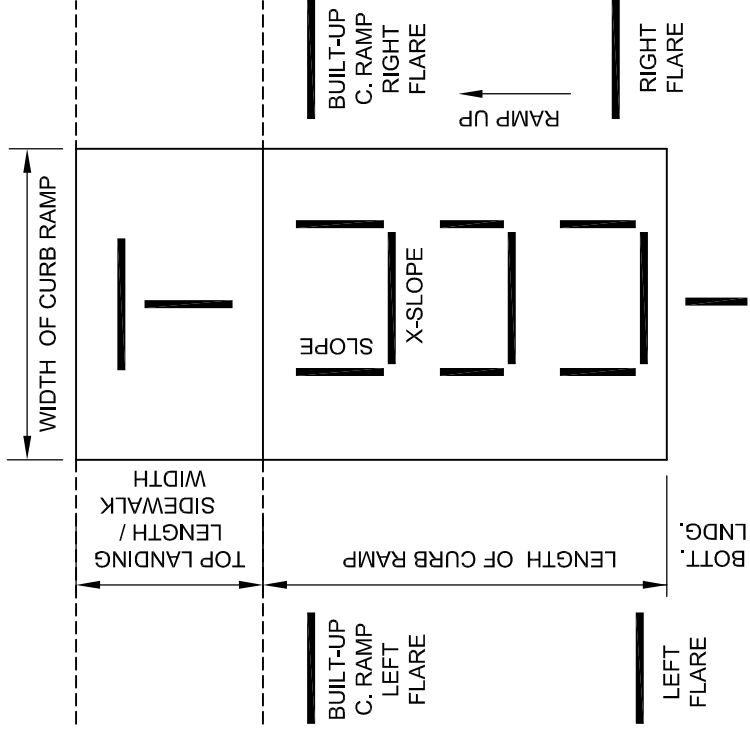 WIDTH OF CURB RAMP
BUILT-UP
C. RAMP
RIGHT
FLARE
RAMP UP
RIGHT
FLARE
SLOPE
X-SLOPE
TOP LANDING
LENGTH /
SIDEWALK
WIDTH
LENGTH OF CURB RAMP
BOTT.
LNDG.
BUILT-UP
C. RAMP
LEFT
FLARE
LEFT
FLARE